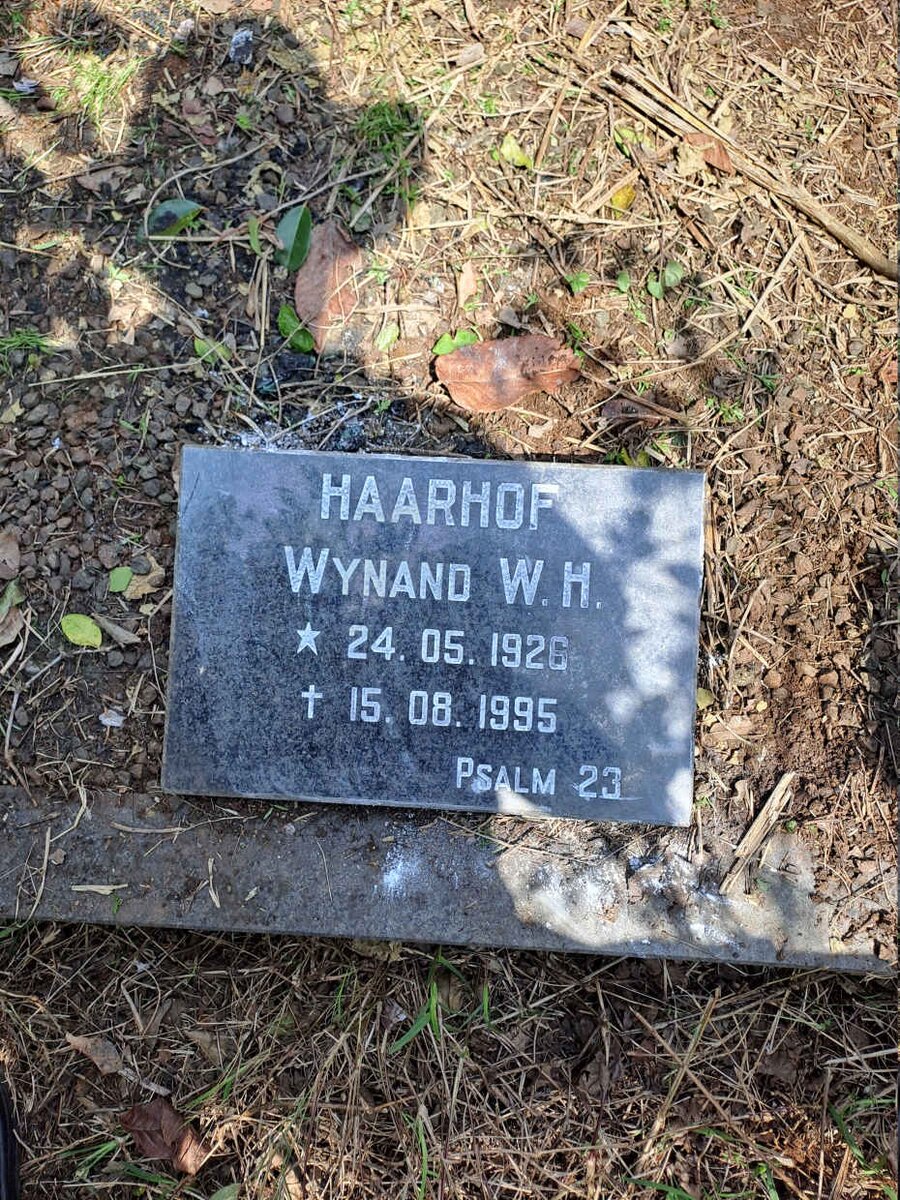 HAARHOF
WYNAND W. H.
★ 24. 05. 1926
✝ 15. 08. 1995
PSALM 23